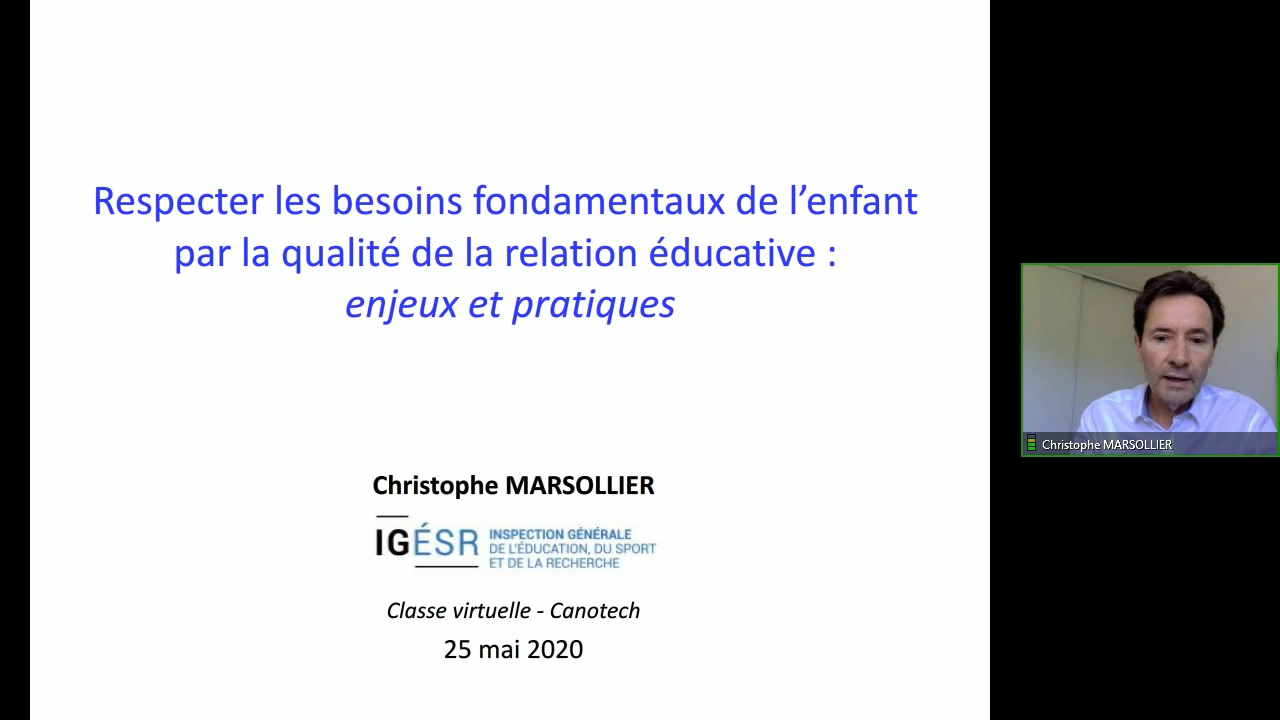 Respecter les besoins fondamentaux de l’enfant
par la qualité de la relation éducative :
enjeux et pratiques
Christophe MARSOLLIER
IGÉSR
INSPECTION GÉNÉRALE
DE L'ÉDUCATION, DU SPORT
ET DE LA RECHERCHE
Classe virtuelle - Canotech
25 mai 2020
Christophe MARSOLLIER